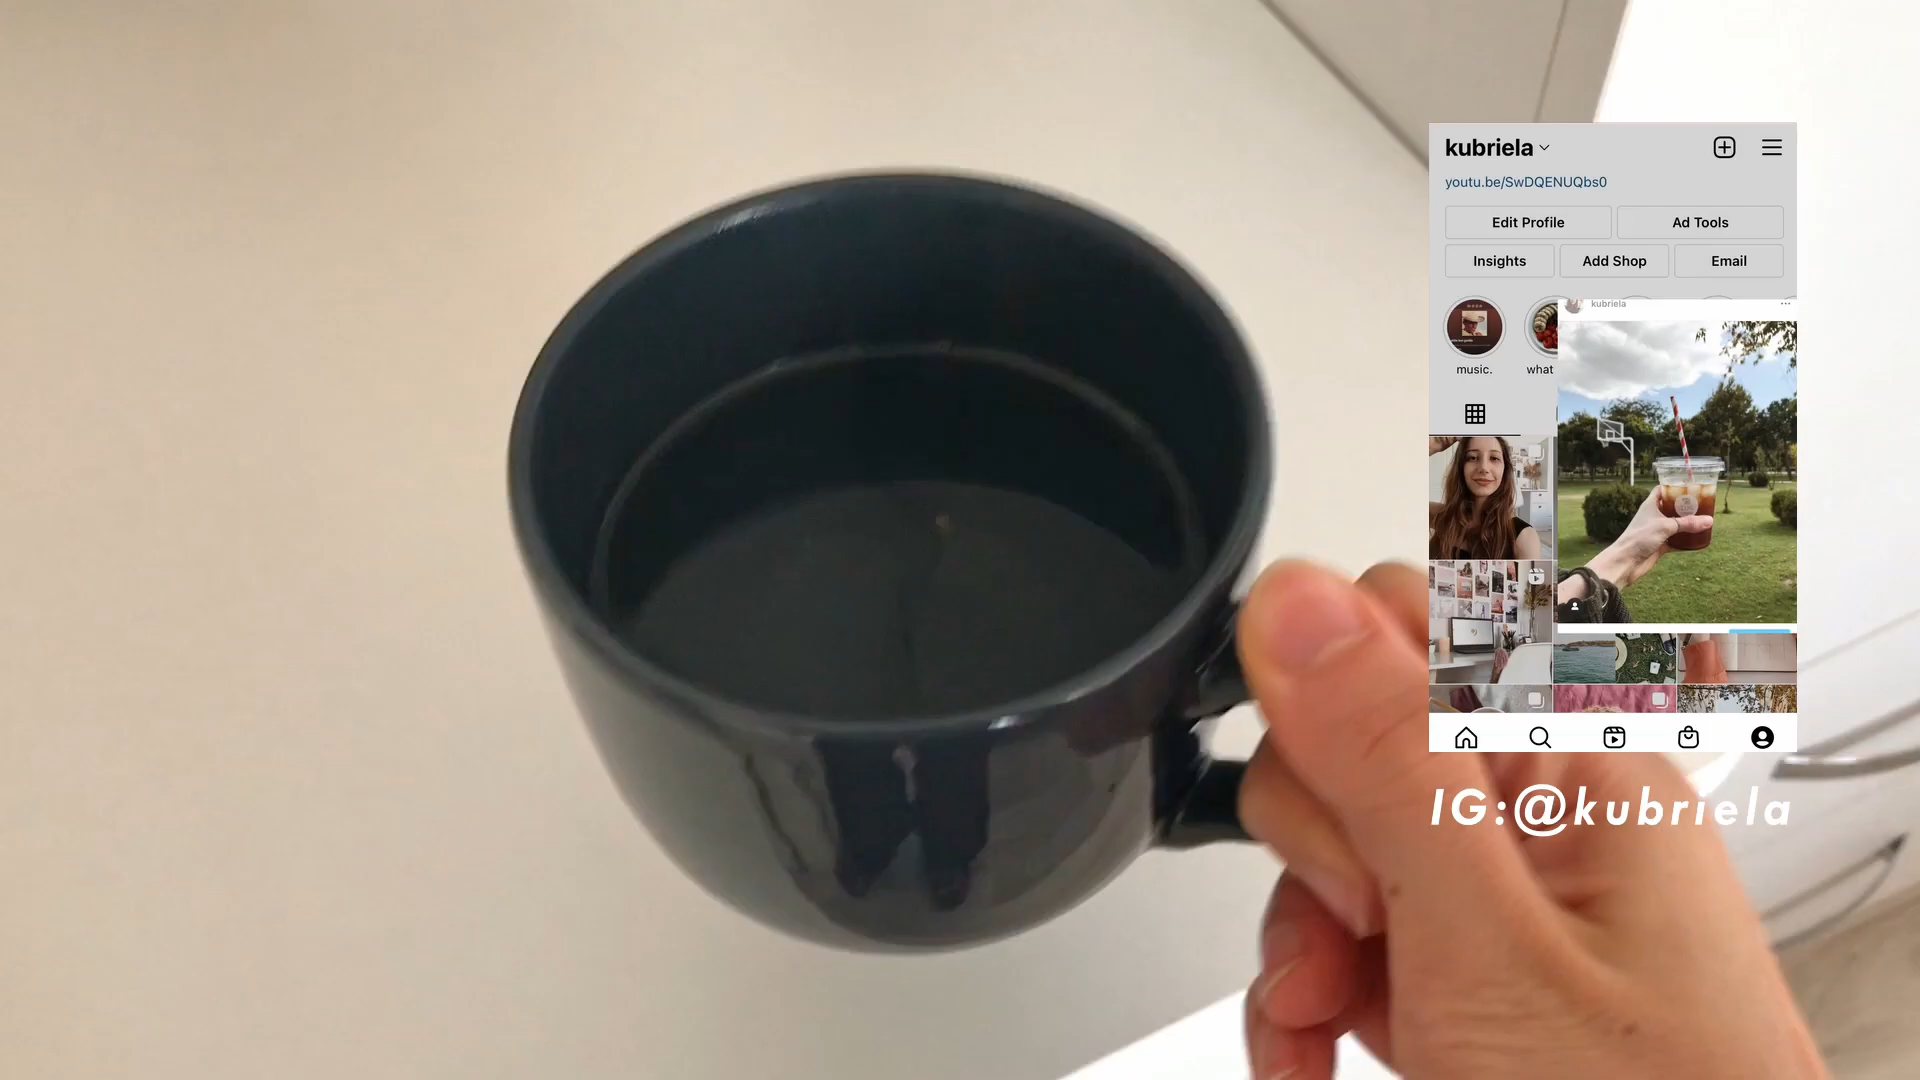 kubriela
youtu.be/SwDQENUQbs0
Edit Profile
Ad Tools
Insights
Add Shop
Email
kubriela
music.
what
IG:@kubriela